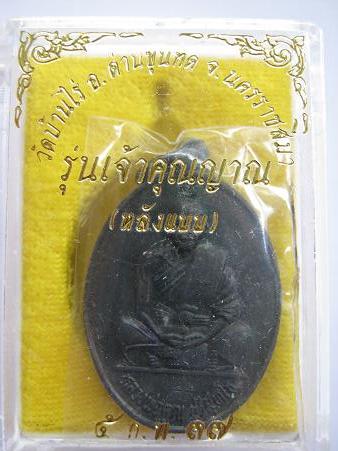 วัดบ้านไร่ อ.ด่านขุนทด จ.นครราชสีมา
รุ่นเจ้าคุณญาณ
(หลังแบบ)
๕ ก.พ. ๓๗